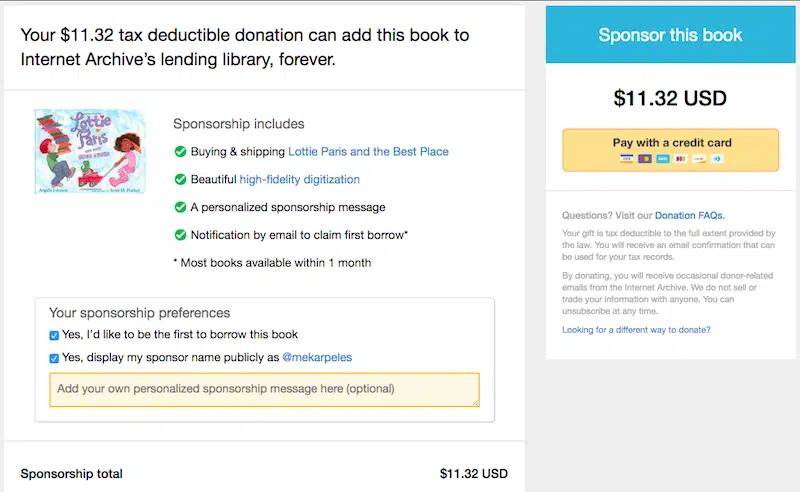 Your $11.32 tax deductible donation can add this book to
Internet Archive's lending library, forever.
Lottie
Paris
Sponsorship includes
Buying & shipping Lottie Paris and the Best Place
Beautiful high-fidelity digitization
A personalized sponsorship message
Notification by email to claim first borrow*
* Most books available within 1 month
Your sponsorship preferences
Yes, I'd like to be the first to borrow this book
Yes, display my sponsor name publicly as @mekarpeles
Add your own personalized sponsorship message here (optional)
Sponsorship total $11.32 USD
Sponsor this book
$11.32 USD
Pay with a credit card
Questions? Visit our Donation FAQs.
Your gift is tax deductible to the full extent provided by
the law. You will receive an email confirmation that can
be used for your tax records.
By donating, you will receive occasional donor-related
emails from the Internet Archive. We do not sell or
trade your information with anyone. You can
unsubscribe at any time.
Looking for a different way to donate?